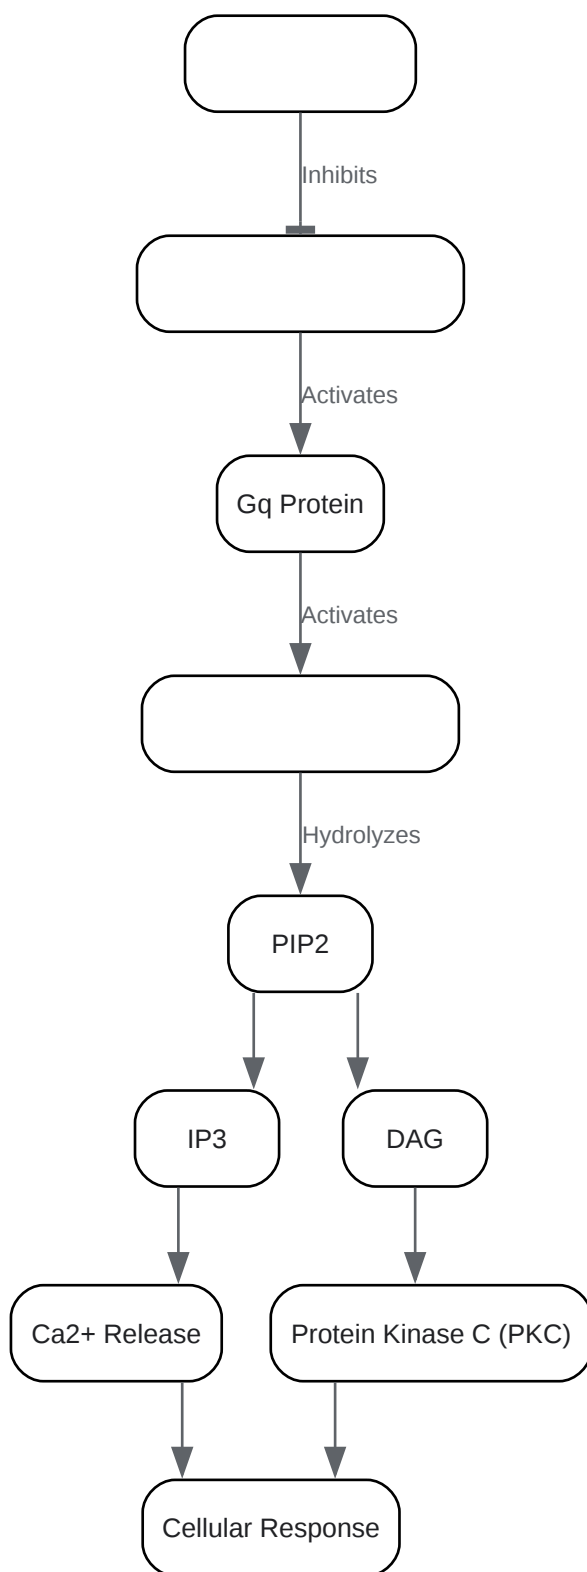 Inhibits
Activates
Gq Protein
Activates
Hydrolyzes
PIP2
IP3
DAG
Ca2+ Release
Protein Kinase C (PKC)
Cellular Response